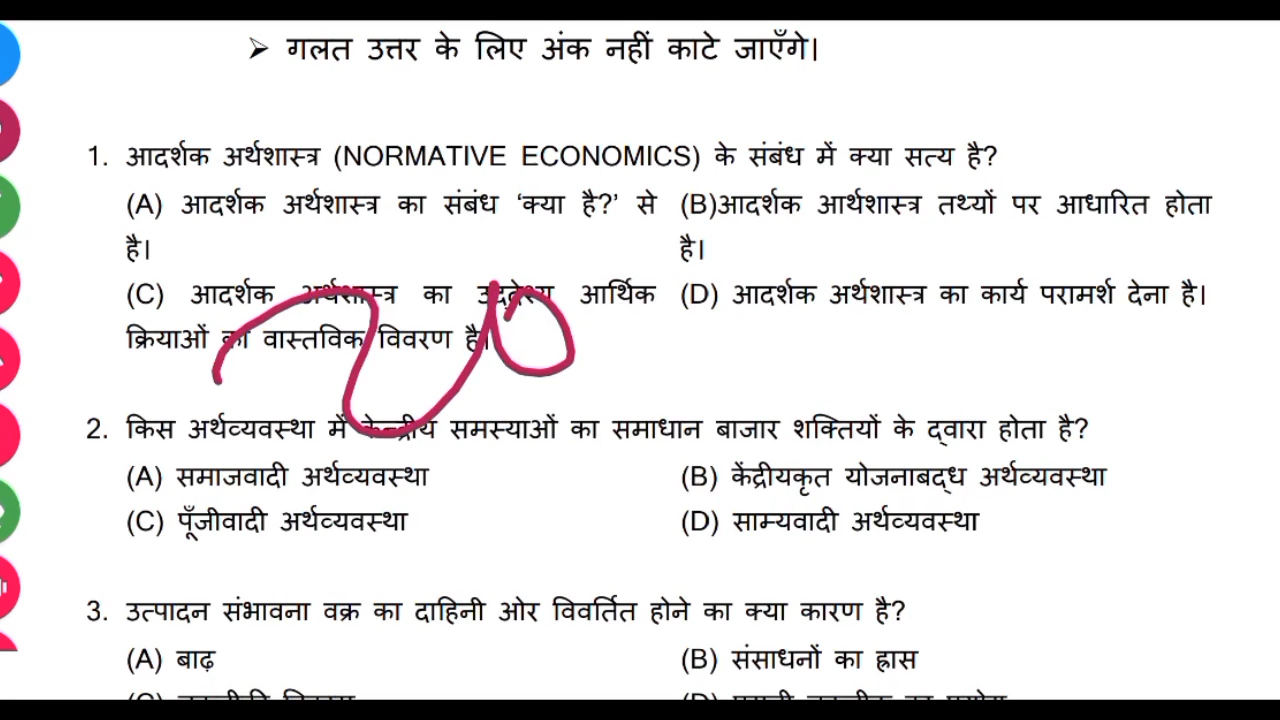 ➢ गलत उत्तर के लिए अंक नहीं काटे जाएँगे।
1. आदर्शक अर्थशास्त्र (NORMATIVE ECONOMICS) के संबंध में क्या सत्य है?
(A) आदर्शक अर्थशास्त्र का संबंध ‘क्या है?’ से है।
(B)आदर्शक आर्थशास्त्र तथ्यों पर आधारित होता है।
(C) आदर्शक अर्थशास्त्र का उद्देश्य आर्थिक क्रियाओं का वास्तविक विवरण है।
(D) आदर्शक अर्थशास्त्र का कार्य परामर्श देना है।
2. किस अर्थव्यवस्था में केन्द्रीय समस्याओं का समाधान बाजार शक्तियों के द्वारा होता है?
(A) समाजवादी अर्थव्यवस्था
(B) केंद्रीयकृत योजनाबद्ध अर्थव्यवस्था
(C) पूँजीवादी अर्थव्यवस्था
(D) साम्यवादी अर्थव्यवस्था
3. उत्पादन संभावना वक्र का दाहिनी ओर विवर्तित होने का क्या कारण है?
(A) बाढ़
(B) संसाधनों का ह्रास